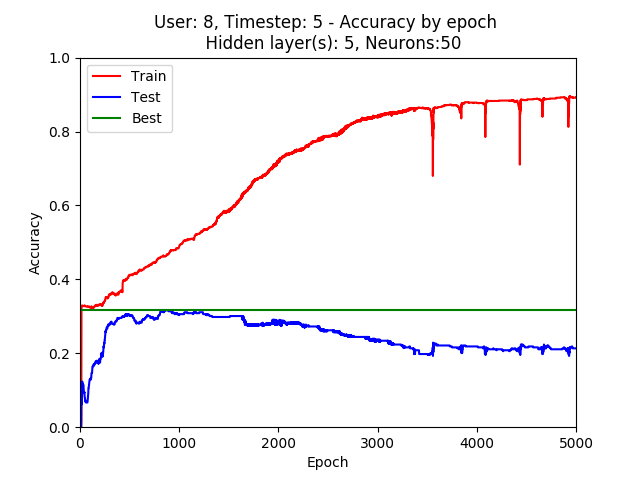 User: 8, Timestep: 5 - Accuracy by epoch
Hidden layer(s): 5, Neurons:50
1.0
0.8
0.6
0.4
0.2
0.0
Accuracy
Train
Test
Best
0 1000 2000 3000 4000 5000
Epoch